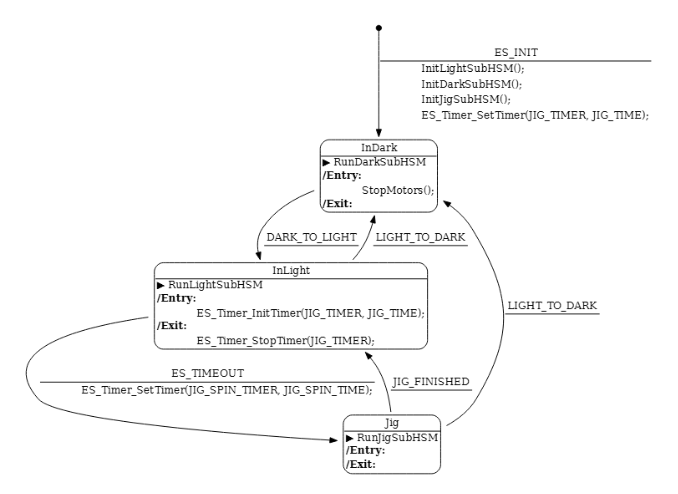 ES_INIT
InitLightSubHSM();
InitDarkSubHSM();
InitJigSubHSM();
ES_Timer_SetTimer(JIG_TIMER, JIG_TIME);
InDark
▶ RunDarkSubHSM
/Entry:
StopMotors();
/Exit:
DARK_TO_LIGHT
LIGHT_TO_DARK
InLight
▶ RunLightSubHSM
/Entry:
ES_Timer_InitTimer(JIG_TIMER, JIG_TIME);
/Exit:
ES_Timer_StopTimer(JIG_TIMER);
LIGHT_TO_DARK
ES_TIMEOUT
ES_Timer_SetTimer(JIG_SPIN_TIMER, JIG_SPIN_TIME);
JIG_FINISHED
Jig
▶ RunJigSubHSM
/Entry:
/Exit: